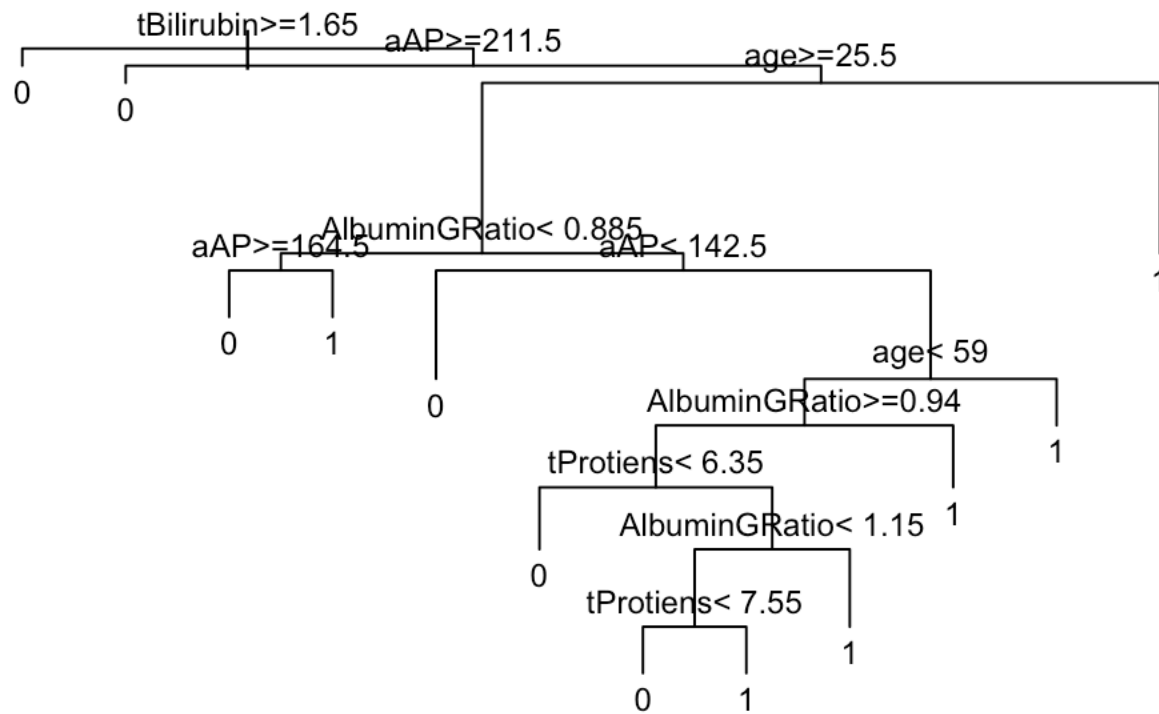 tBilirubin>=1.65
aAP>=211.5
age>=25.5
0
0
AlbuminGRatio< 0.885
aAP>=164.5
aAP< 142.5
1
0
1
age< 59
0
AlbuminGRatio>=0.94
1
tProtiens< 6.35
1
AlbuminGRatio< 1.15
0
tProtiens< 7.55
1
0
1